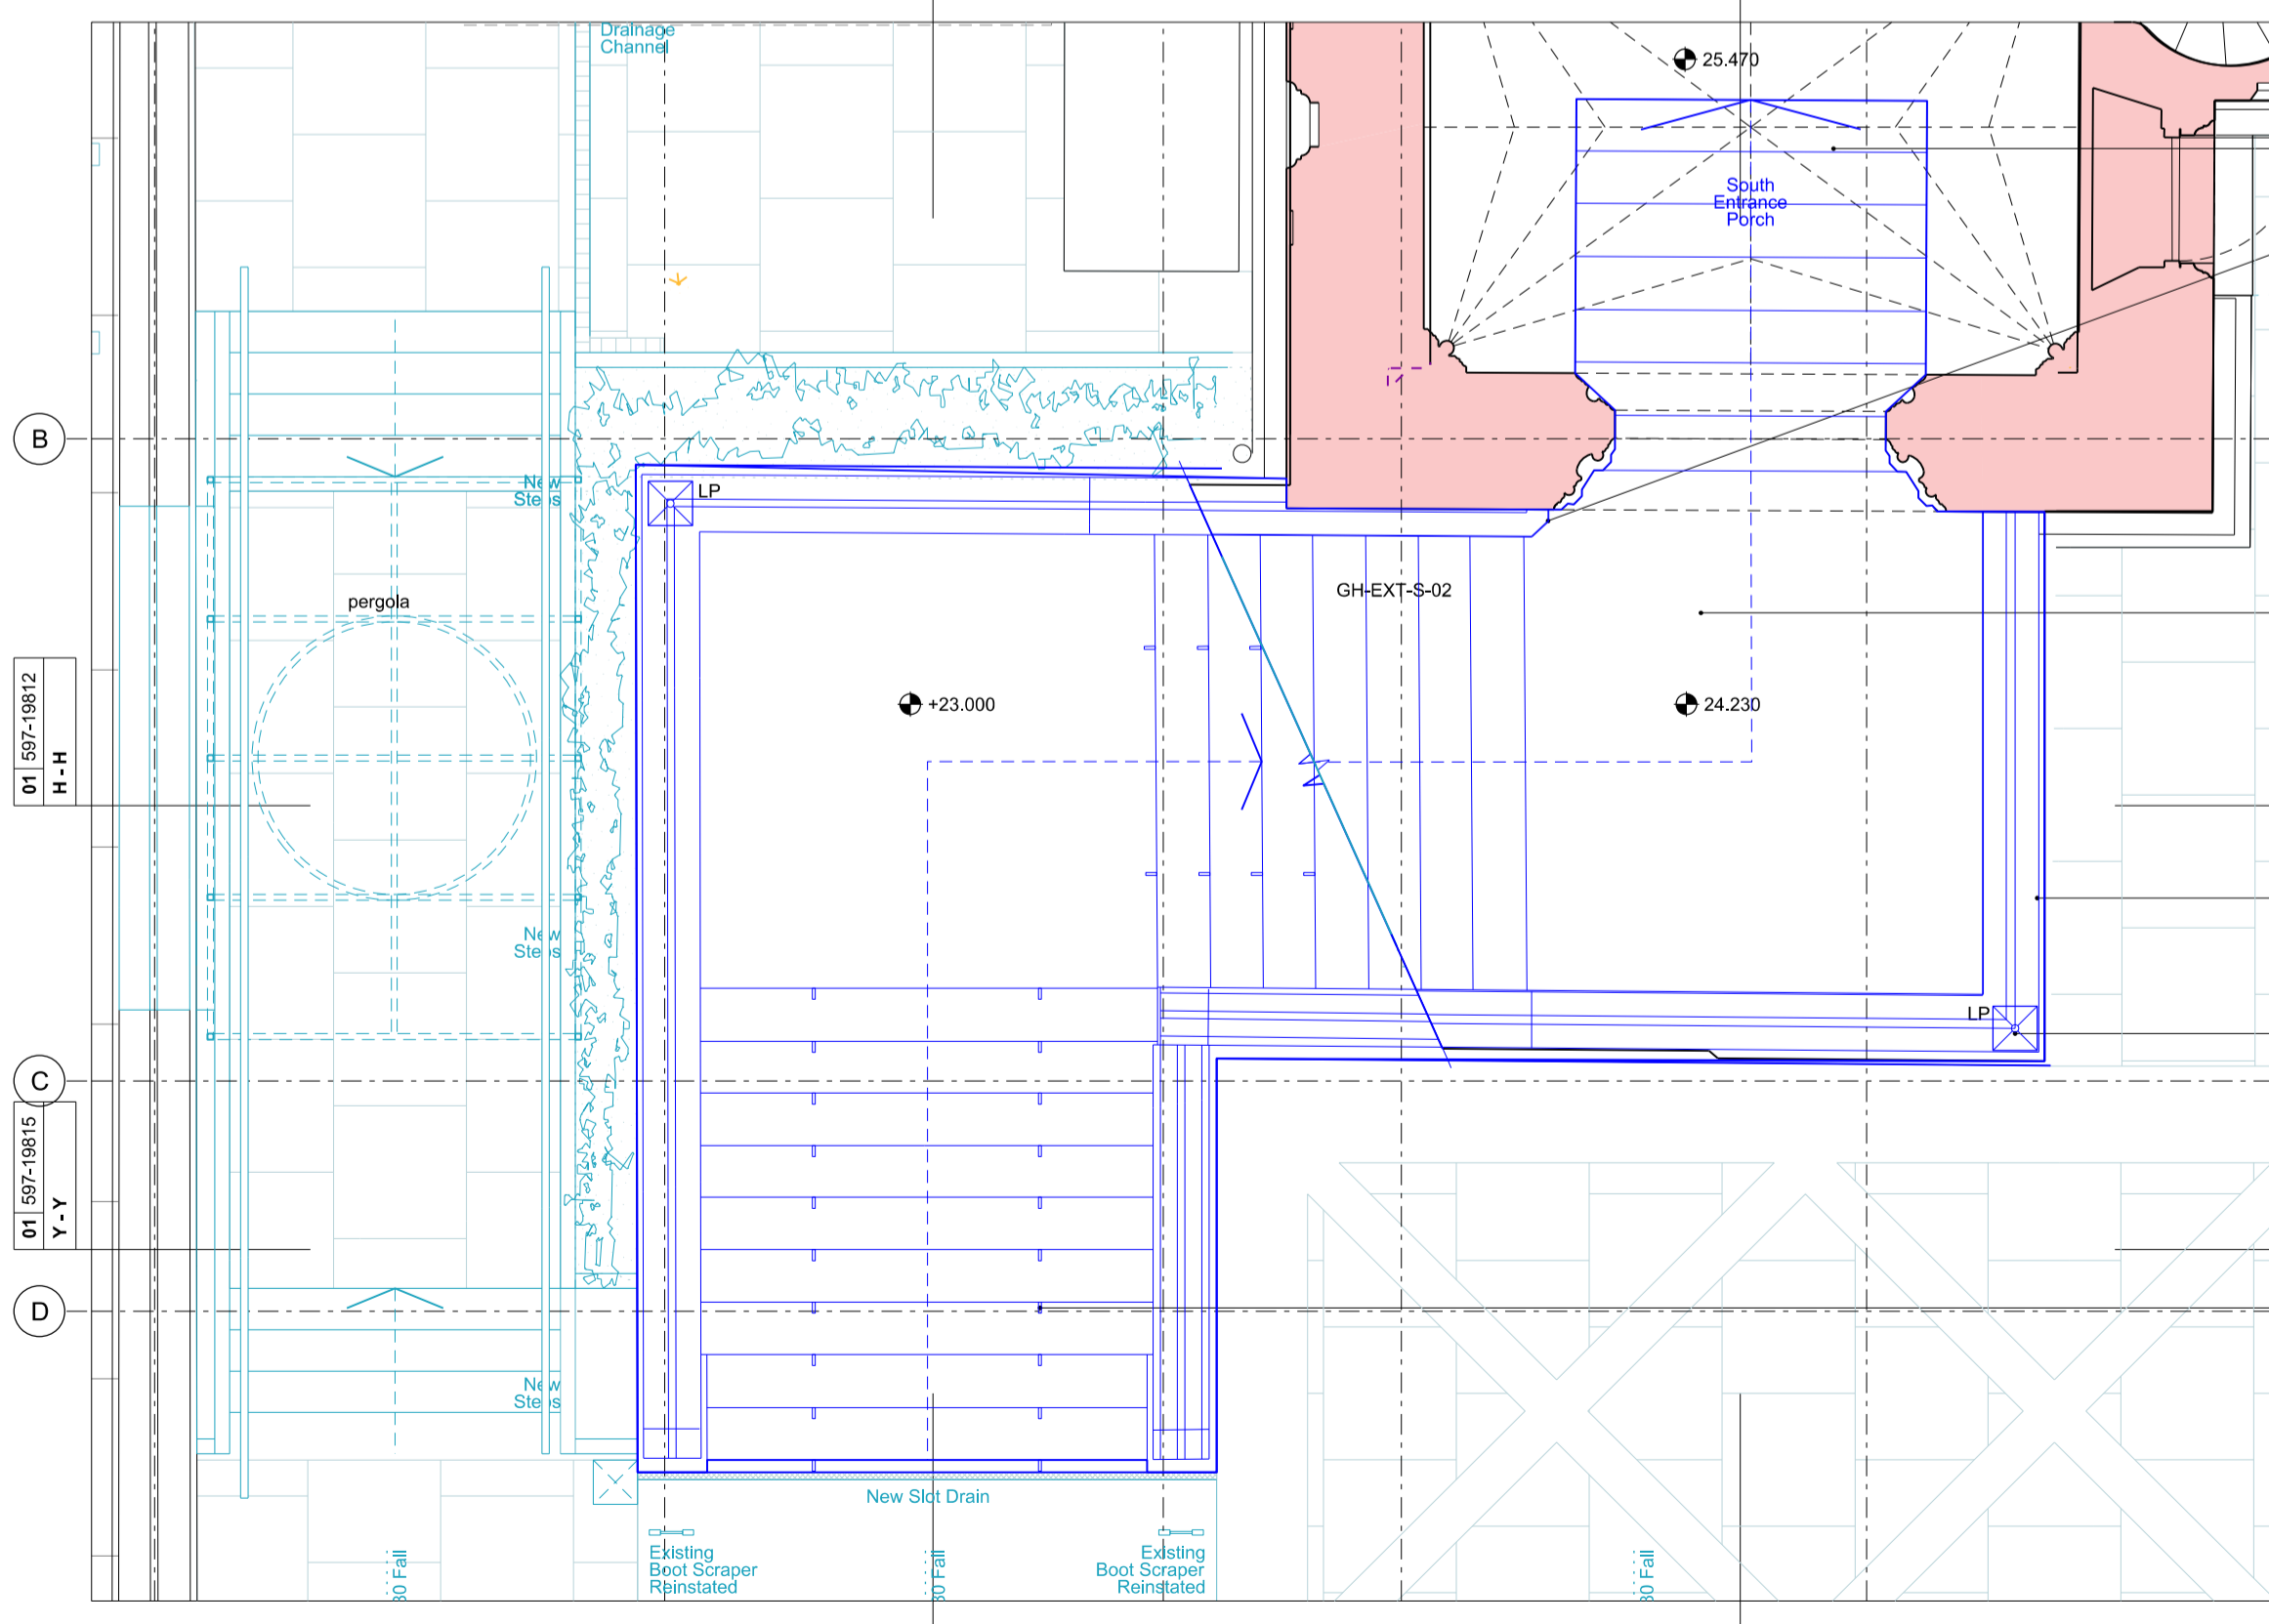 Drainage
Channel
25.470
South
Entrance
Porch
B
LP
New
Steps
GH-EXT-S-02
pergola
01 597-19812
H - H
+23.000
24.230
New
Steps
LP
C
01 597-19815
Y - Y
D
New
Steps
New Slot Drain
Existing
Boot Scraper
Reinstated
Existing
Boot Scraper
Reinstated
Fall
Fall
Fall